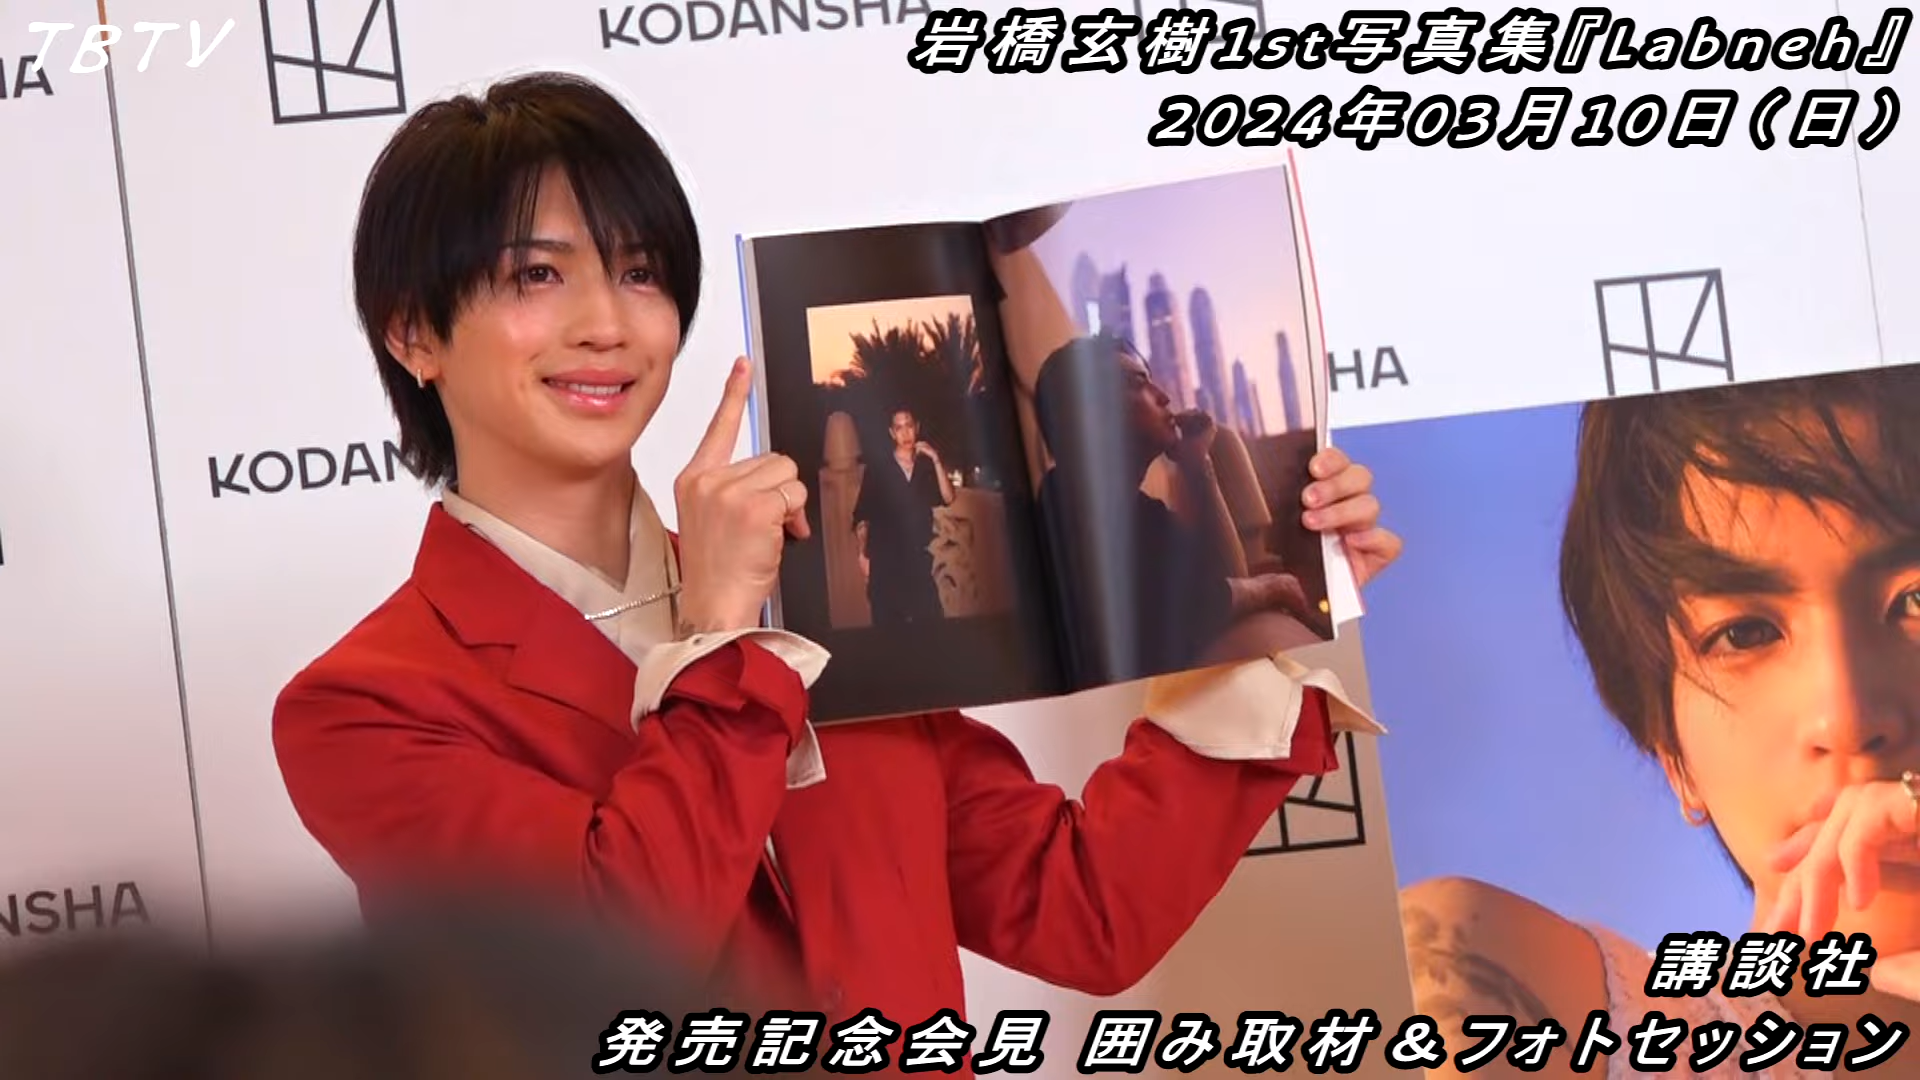 TBTV
KODANSHA
岩橋玄樹1st写真集『Labneh』
2024年03月10日(日)
HA
HA
KODAN
NSHA
講談社
発売記念会見 囲み取材&フォトセッション